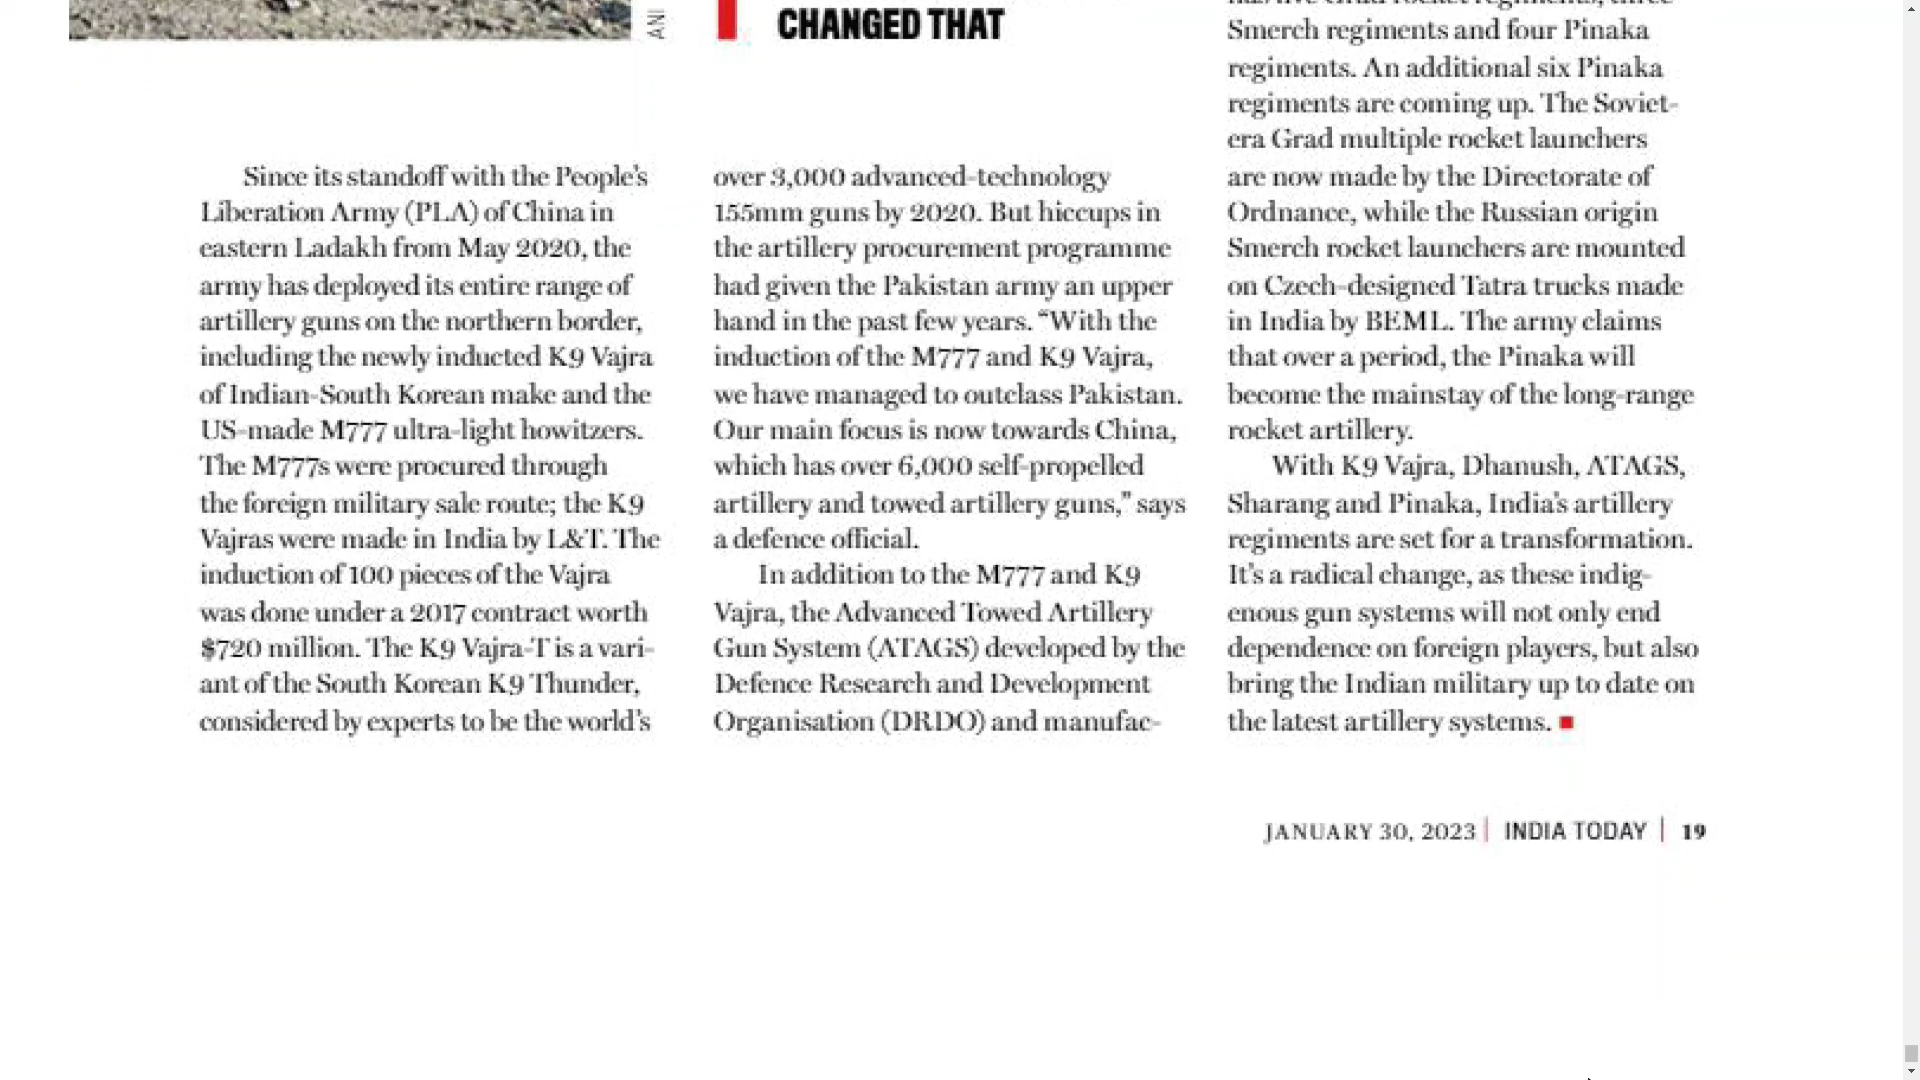 ANI
CHANGED THAT
Since its standoff with the People's
Liberation Army (PLA) of China in
eastern Ladakh from May 2020, the
army has deployed its entire range of
artillery guns on the northern border,
including the newly inducted K9 Vajra
of Indian-South Korean make and the
US-made M777 ultra-light howitzers.
The M777s were procured through
the foreign military sale route; the K9
Vajras were made in India by L&T. The
induction of 100 pieces of the Vajra
was done under a 2017 contract worth
$720 million. The K9 Vajra-T is a vari-
ant of the South Korean K9 Thunder,
considered by experts to be the world's
over 3,000 advanced-technology
155mm guns by 2020. But hiccups in
the artillery procurement programme
had given the Pakistan army an upper
hand in the past few years. “With the
induction of the M777 and K9 Vajra,
we have managed to outclass Pakistan.
Our main focus is now towards China,
which has over 6,000 self-propelled
artillery and towed artillery guns,” says
a defence official.
In addition to the M777 and K9
Vajra, the Advanced Towed Artillery
Gun System (ATAGS) developed by the
Defence Research and Development
Organisation (DRDO) and manufac-
Smerch regiments and four Pinaka
regiments. An additional six Pinaka
regiments are coming up. The Soviet-
era Grad multiple rocket launchers
are now made by the Directorate of
Ordnance, while the Russian origin
Smerch rocket launchers are mounted
on Czech-designed Tatra trucks made
in India by BEML. The army claims
that over a period, the Pinaka will
become the mainstay of the long-range
rocket artillery.
With K9 Vajra, Dhanush, ATAGS,
Sharang and Pinaka, India's artillery
regiments are set for a transformation.
It's a radical change, as these indig-
enous gun systems will not only end
dependence on foreign players, but also
bring the Indian military up to date on
the latest artillery systems.
JANUARY 30, 2023 | INDIA TODAY | 19